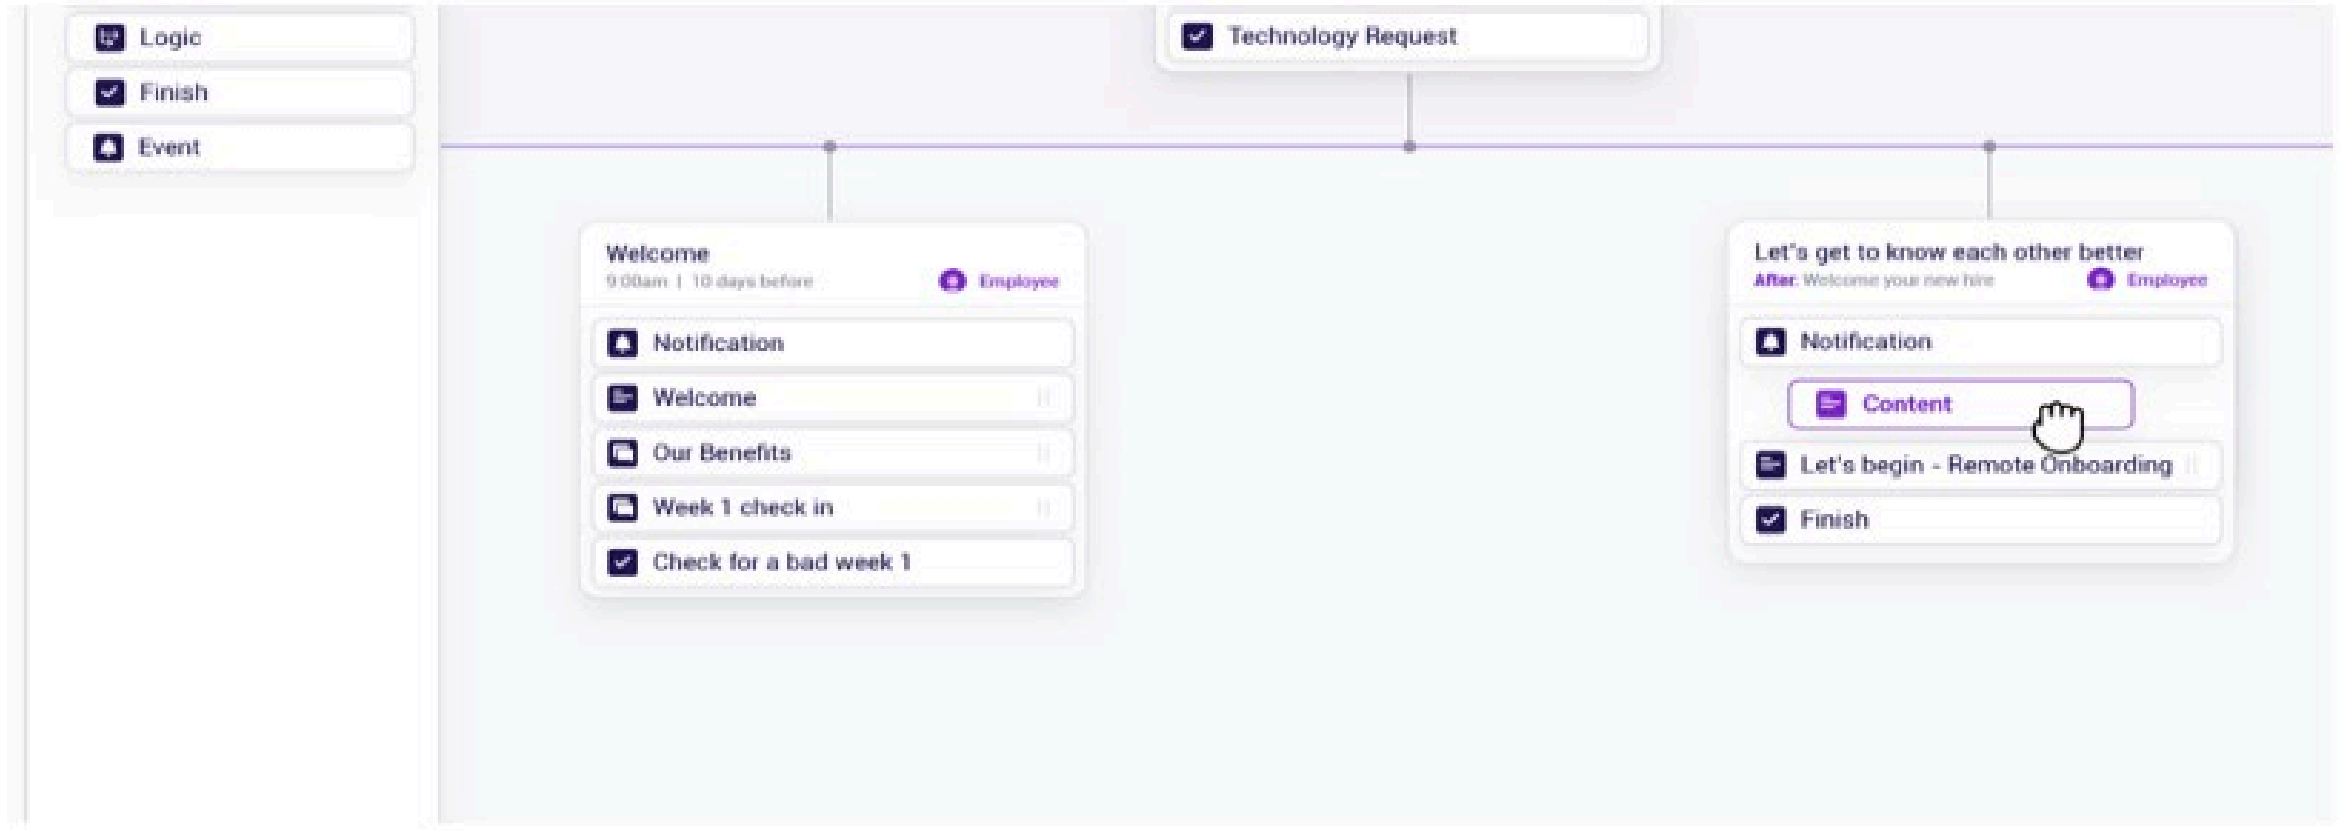 Logic
Finish
Event
Technology Request
Welcome
9:00am | 10 days before
Employee
Notification
Welcome
Our Benefits
Week 1 check in
Check for a bad week 1
Let's get to know each other better
After: Welcome your new hire
Employee
Notification
Content
Let's begin - Remote Onboarding
Finish